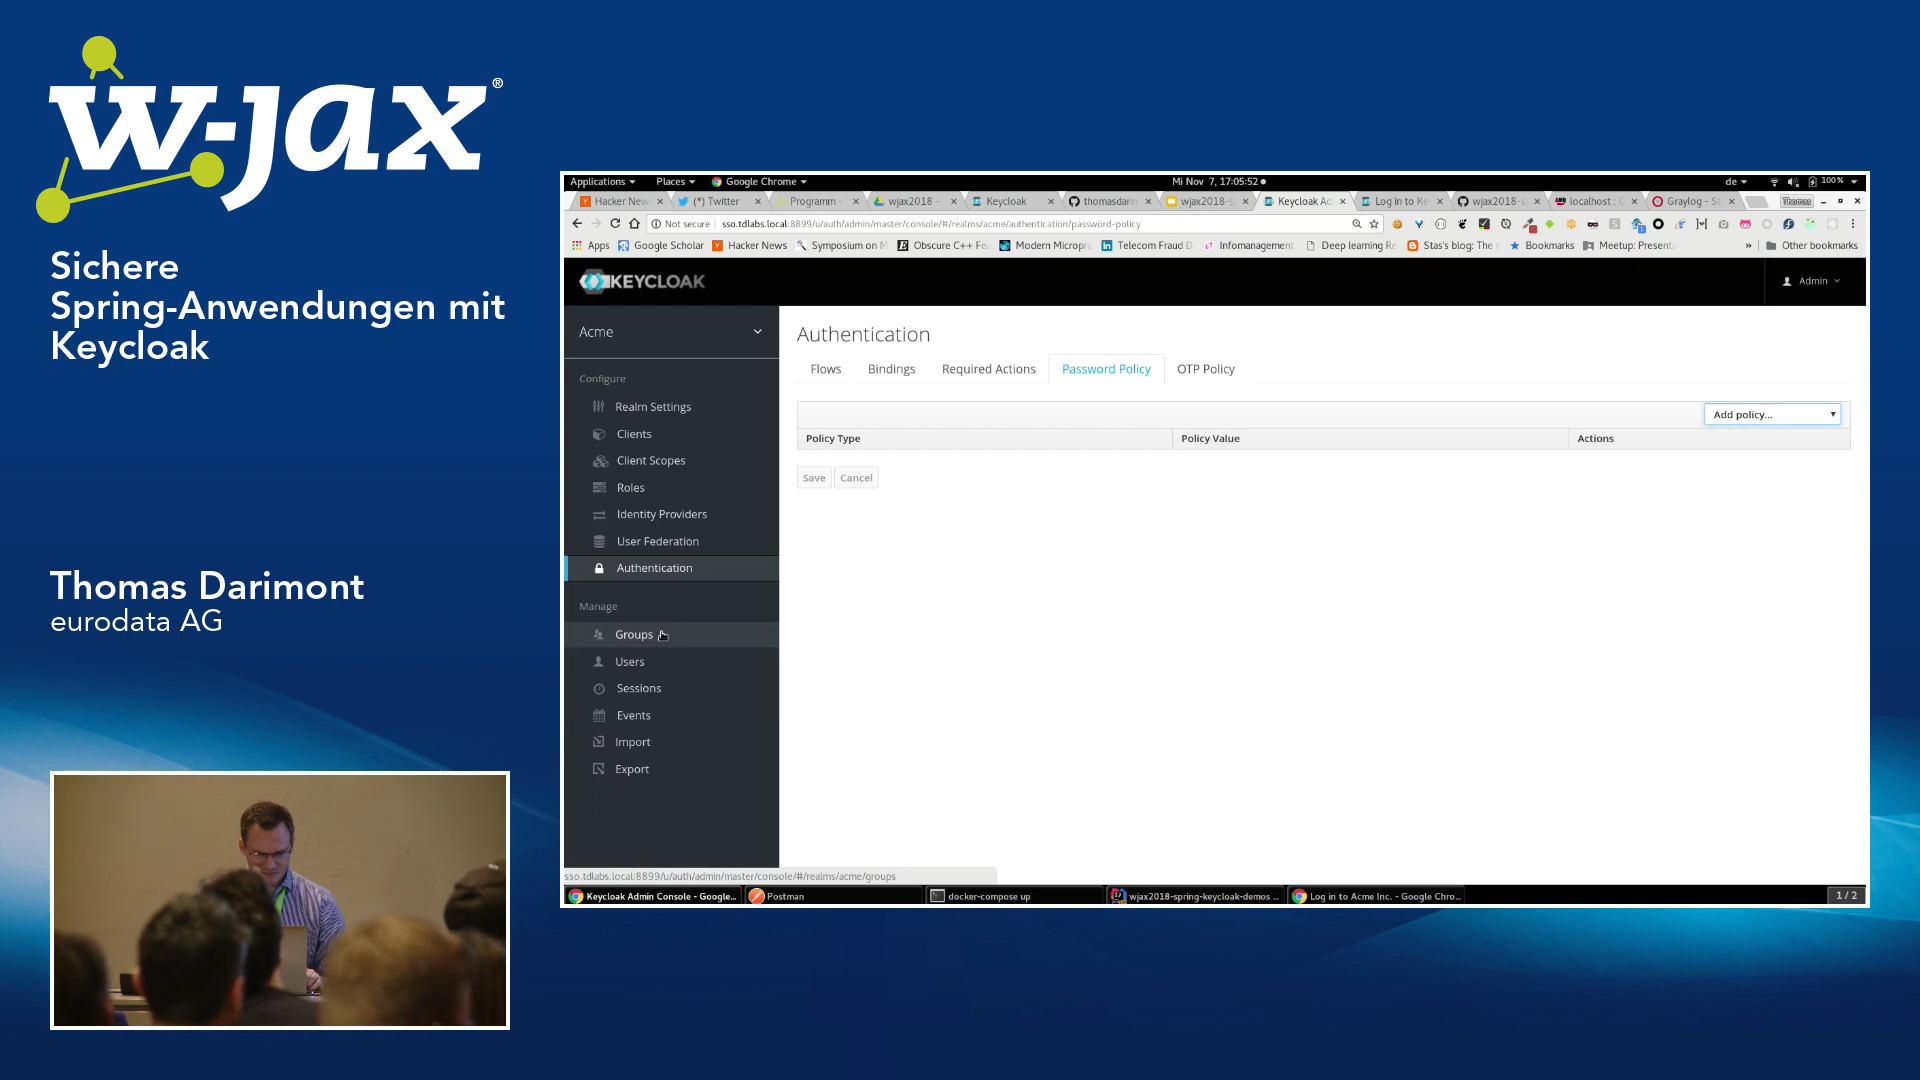 w-jax®
Sichere
Spring-Anwendungen mit
Keycloak
Thomas Darimont
eurodata AG
Applications Places Google Chrome Mi Nov 7, 17:05:52 de 100%
Hacker New (*) Twitter Programm - wjax2018 - Keycloak thomasdari wjax2018-s Keycloak Ad Log in to Ke wjax2018-s localhost : Graylog - S Thomas
Not secure sso.tdlabs.local:8899/u/auth/admin/master/console/#/realms/acme/authentication/password-policy
Apps Google Scholar Hacker News Symposium on Obscure C++ Fe Modern Micropr Telecom Fraud Infomanagement Deep learning Re Stas's blog: The Bookmarks Meetup: Present » Other bookmarks
KEYCLOAK
Admin
Acme
Authentication
Flows Bindings Required Actions Password Policy OTP Policy
Configure
Add policy...
Policy Type Policy Value Actions
Save Cancel
Realm Settings
Clients
Client Scopes
Roles
Identity Providers
User Federation
Authentication
Manage
Groups
Users
Sessions
Events
Import
Export
sso.tdlabs.local:8899/u/auth/admin/master/console/#/realms/acme/groups
Keycloak Admin Console - Google... Postman docker-compose up wjax2018-spring-keycloak-demos ... Log in to Acme Inc. - Google Chro... 1 / 2